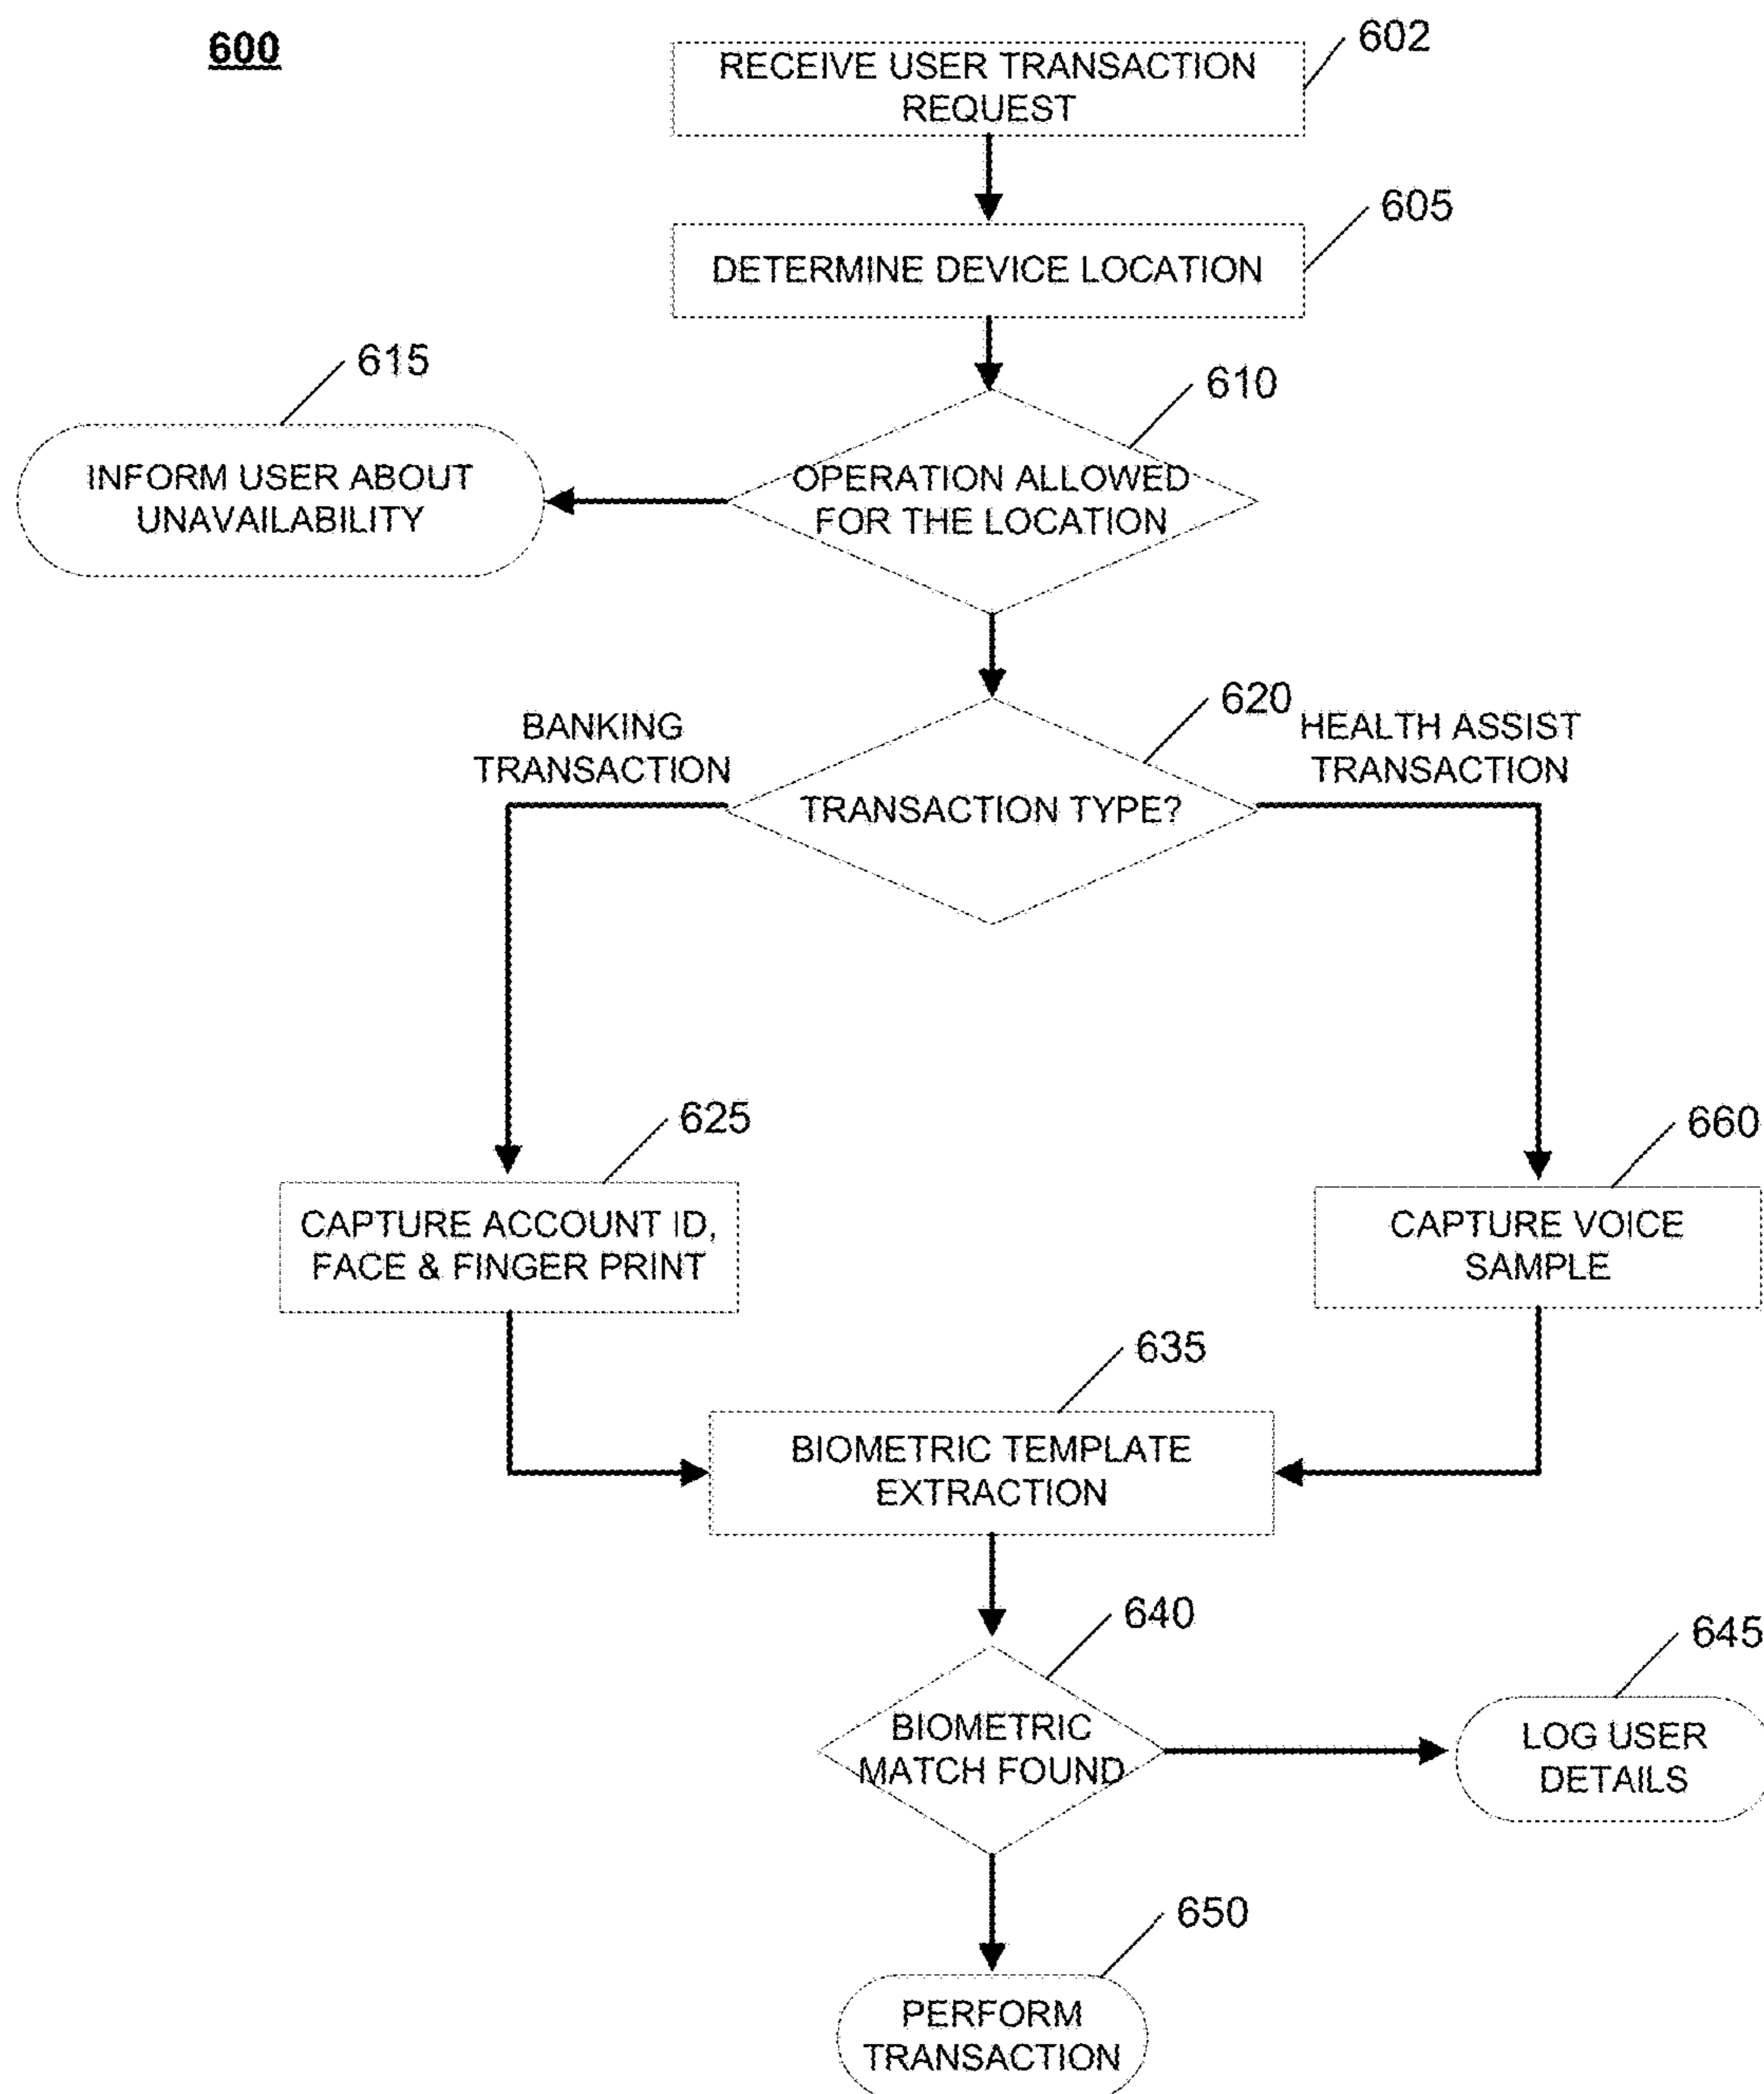 600
602
RECEIVE USER TRANSACTION
REQUEST
605
DETERMINE DEVICE LOCATION
615
610
INFORM USER ABOUT
UNAVAILABILITY
OPERATION ALLOWED
FOR THE LOCATION
620
BANKING
TRANSACTION
HEALTH ASSIST
TRANSACTION
TRANSACTION TYPE?
625
660
CAPTURE ACCOUNT ID,
FACE & FINGER PRINT
CAPTURE VOICE
SAMPLE
635
BIOMETRIC TEMPLATE
EXTRACTION
640
645
BIOMETRIC
MATCH FOUND
LOG USER
DETAILS
650
PERFORM
TRANSACTION